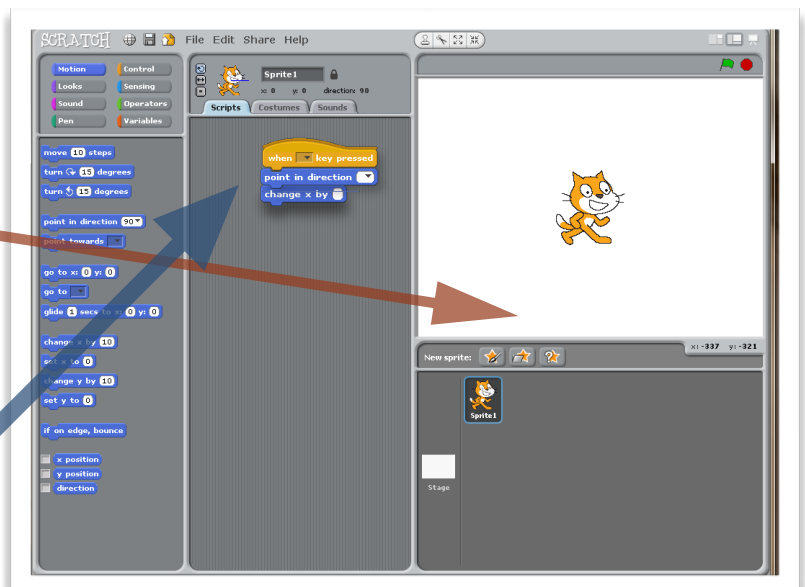 SCRATCH File Edit Share Help
Motion Control
Looks Sensing
Sound Operators
Pen Variables
Sprite1
x: 0 y: 0 direction: 90
Scripts Costumes Sounds
move 10 steps
turn 15 degrees
turn 15 degrees
point in direction 90
point towards
go to x: 0 y: 0
go to
glide 1 secs to x: 0 y: 0
change x by 10
set x to 0
change y by 10
set y to 0
if on edge, bounce
x position
y position
direction
when key pressed
point in direction
change x by
x: -337 y: -321
New sprite:
Sprite1
Stage